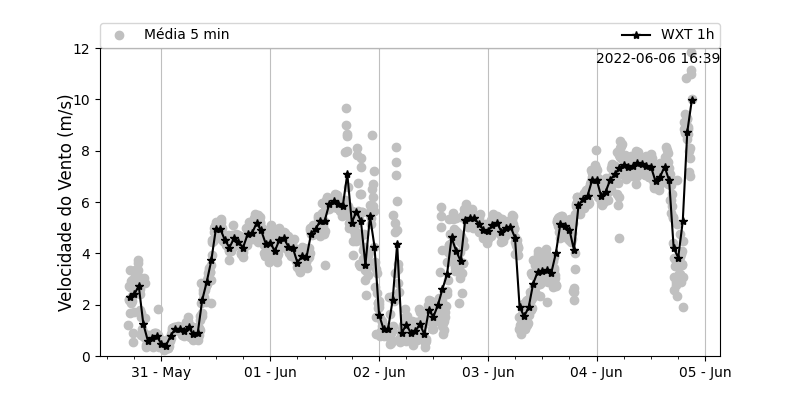 Média 5 min
WXT 1h
2022-06-06 16:39
Velocidade do Vento (m/s)
12
10
8
6
4
2
0
31 - May
01 - Jun
02 - Jun
03 - Jun
04 - Jun
05 - Jun